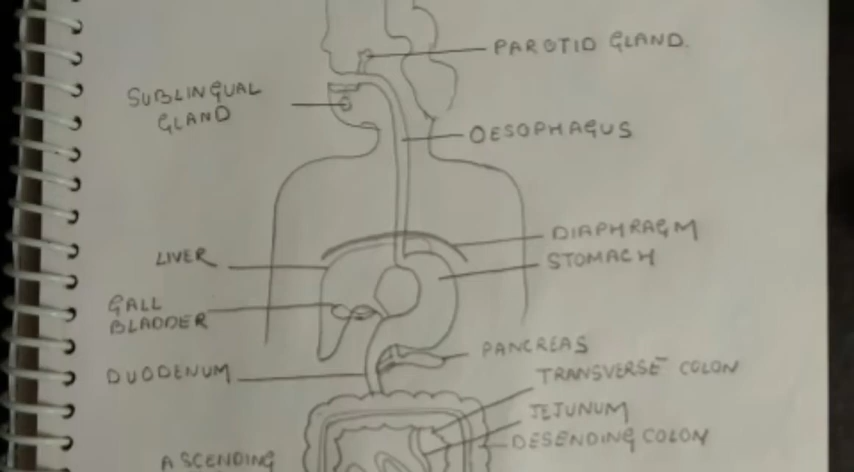 PAROTID GLAND.
SUBLINGUAL
GLAND
OESOPHAGUS
DIAPHRAGM
LIVER
STOMACH
GALL
BLADDER
PANCREAS
DUODENUM
TRANSVERSE COLON
JEJUNUM
DESENDING COLON
ASCENDING